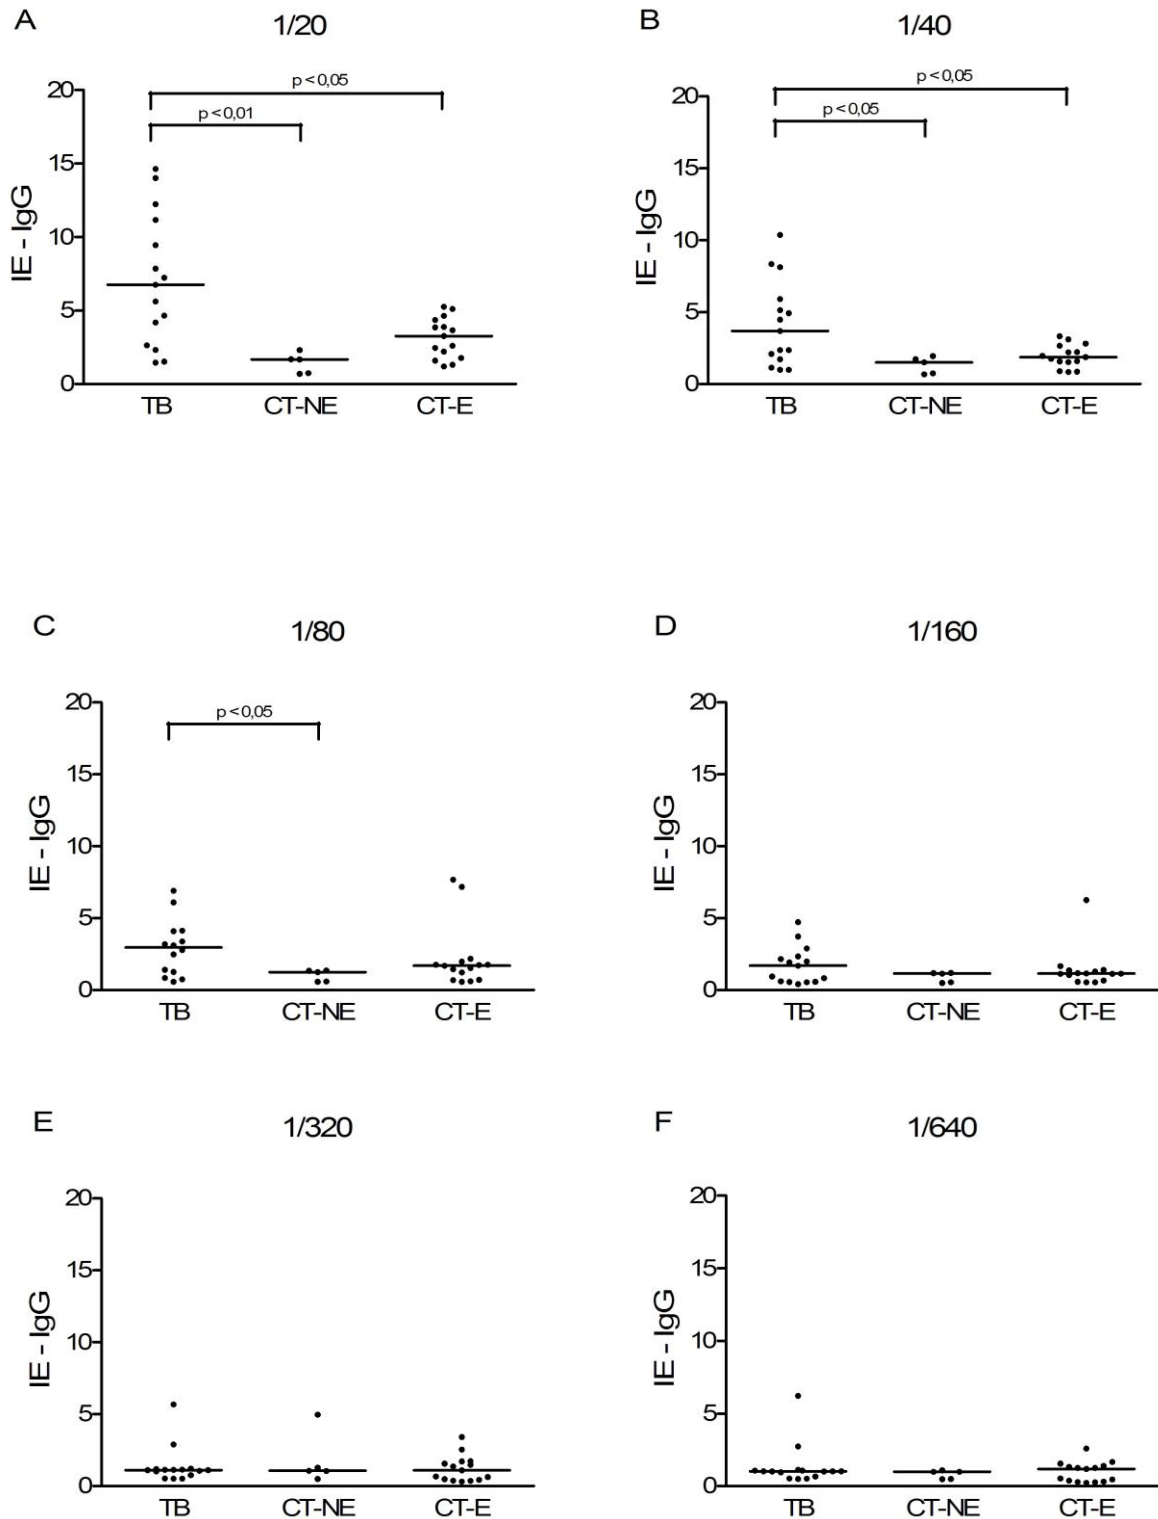 A
1/20
p < 0,05
p < 0,01
20
15
10
5
0
IE - IgG
TB CT-NE CT-E
B
1/40
p < 0,05
p < 0,05
20
15
10
5
0
IE - IgG
TB CT-NE CT-E
C
1/80
p < 0,05
20
15
10
5
0
IE - IgG
TB CT-NE CT-E
D
1/160
20
15
10
5
0
IE - IgG
TB CT-NE CT-E
E
1/320
20
15
10
5
0
IE - IgG
TB CT-NE CT-E
F
1/640
20
15
10
5
0
IE - IgG
TB CT-NE CT-E